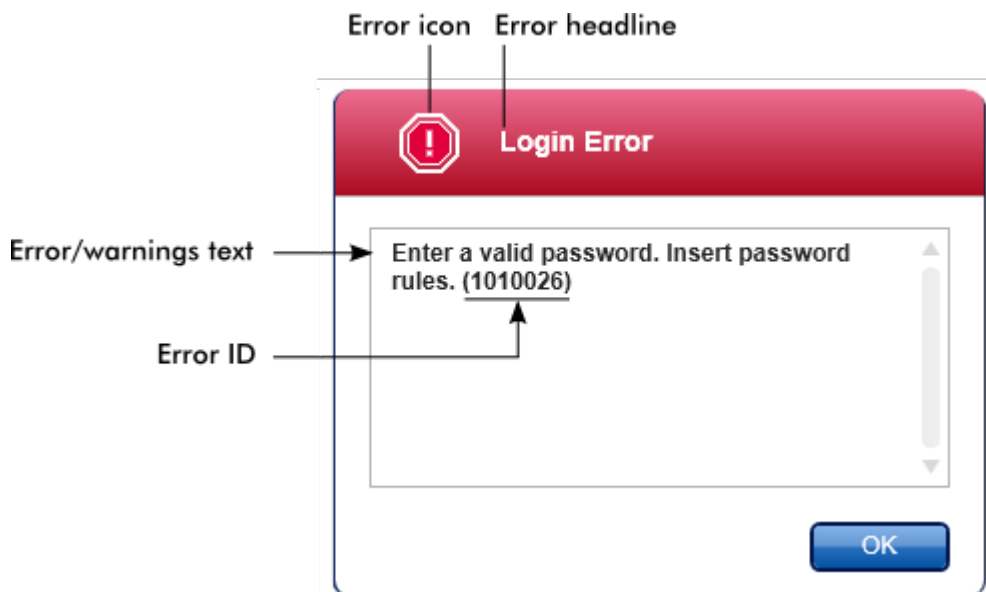 Error icon Error headline
Login Error
Error/warnings text
Enter a valid password. Insert password
rules. (1010026)
Error ID
OK